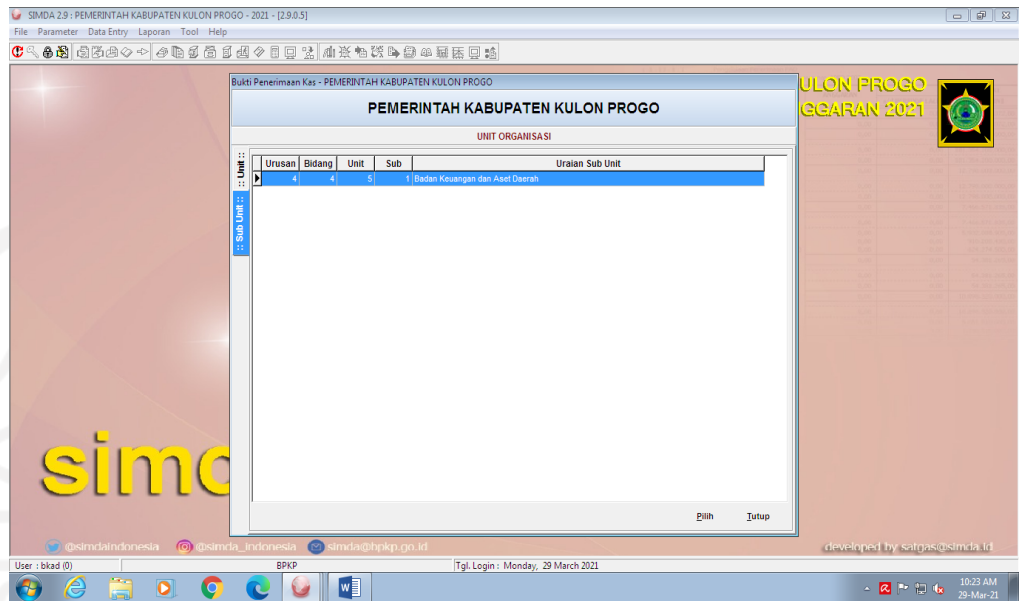 SIMDA 2.9 : PEMERINTAH KABUPATEN KULON PROGO - 2021 - [2.9.0.5]
File Parameter Data Entry Laporan Tool Help
ULON PROGO
GGARAN 2021
Bukti Penerimaan Kas - PEMERINTAH KABUPATEN KULON PROGO
PEMERINTAH KABUPATEN KULON PROGO
UNIT ORGANISASI
:: Unit ::
:: Sub Unit ::
Urusan Bidang Unit Sub Uraian Sub Unit
4 4 5 1 Badan Keuangan dan Aset Daerah
Pilih Tutup
simd
@simdaindonesia @simda_indonesia simda@bpkp.go.id developed by satgas@simda.id
User : bkad (0) BPKP Tgl. Login : Monday, 29 March 2021
10:23 AM
29-Mar-21